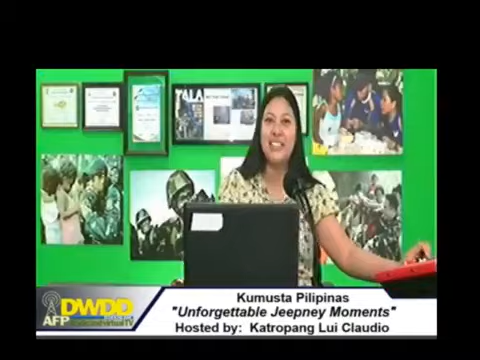 TALA
DWDD
AFP
Kumusta Pilipinas
"Unforgettable Jeepney Moments"
Hosted by: Katropang Lui Claudio